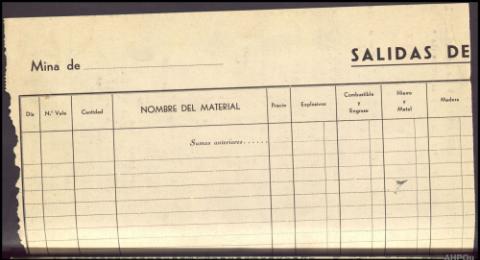 Mina de
SALIDAS DE
Día
N.º Vale
Cantidad
NOMBRE DEL MATERIAL
Precio
Explosivos
Combustible
y
Engrase
Hierro
y
Metal
Madera
Sumas anteriores.......
AHPOu